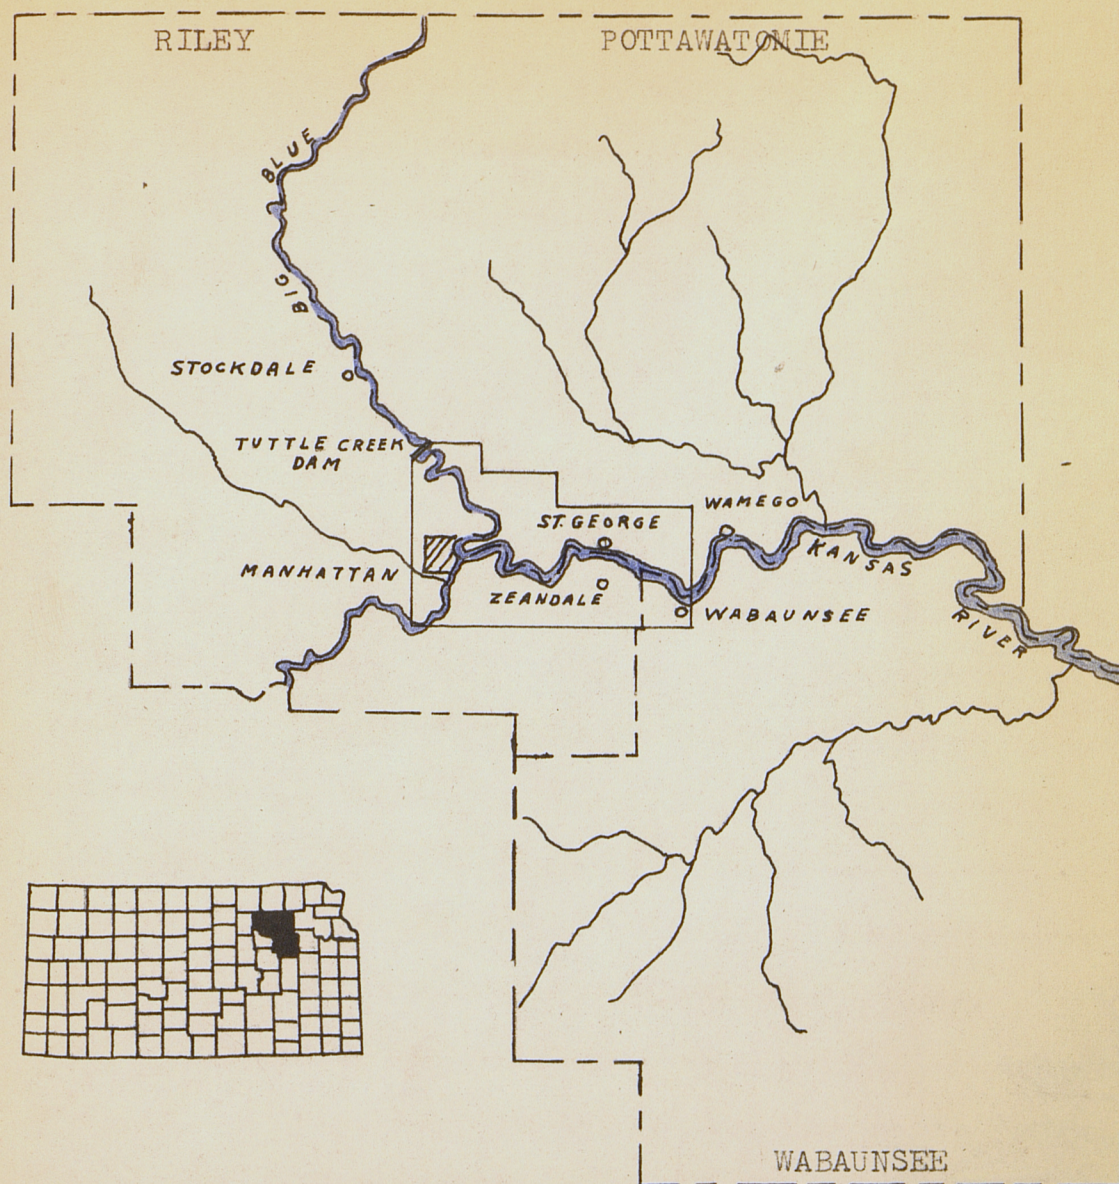 RILEY
POTTAWATOMIE
BIG BLUE
STOCKDALE
TUTTLE CREEK
DAM
WAMEGO
ST. GEORGE
KANSAS RIVER
MANHATTAN
ZEANDALE
WABAUNSEE
WABAUNSEE